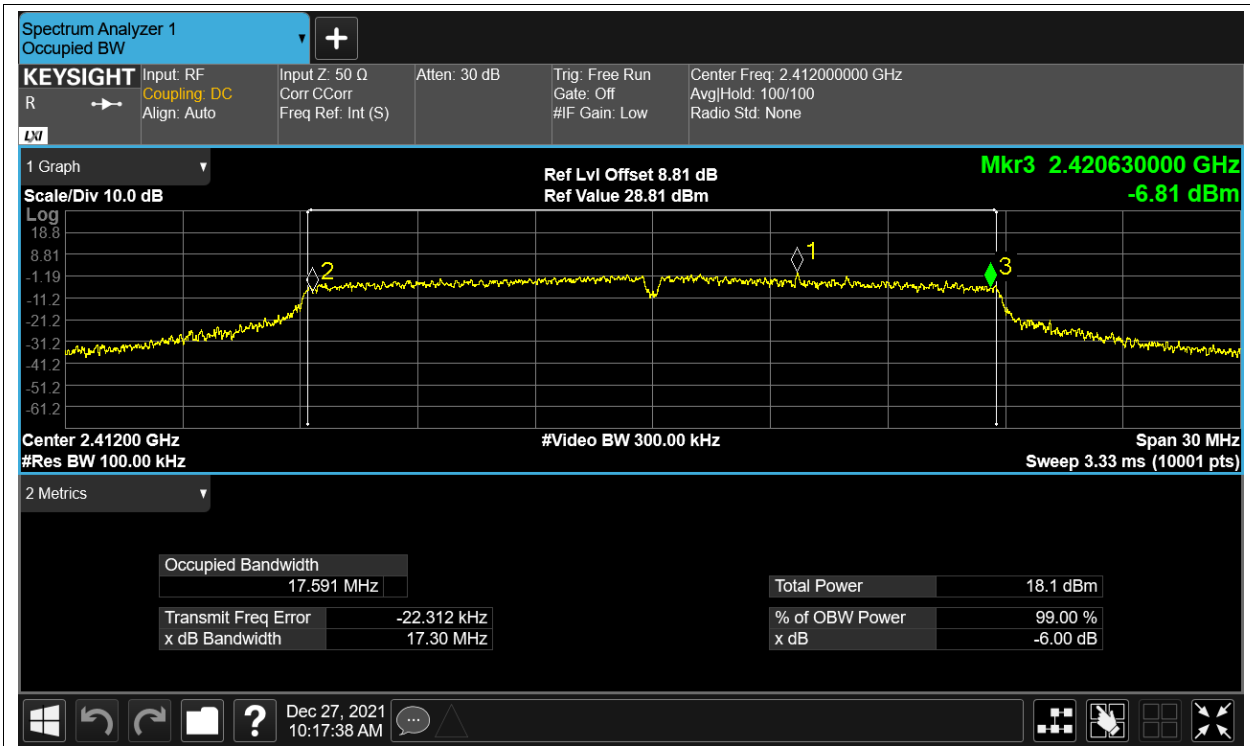 Spectrum Analyzer 1
Occupied BW
KEYSIGHT
R
LXI
Input: RF
Coupling: DC
Align: Auto
Input Z: 50 Ω
Corr CCorr
Freq Ref: Int (S)
Atten: 30 dB
Trig: Free Run
Gate: Off
#IF Gain: Low
Center Freq: 2.412000000 GHz
Avg|Hold: 100/100
Radio Std: None
1 Graph
Scale/Div 10.0 dB
Ref Lvl Offset 8.81 dB
Ref Value 28.81 dBm
Mkr3 2.420630000 GHz
-6.81 dBm
Log
18.8
8.81
-1.19
-11.2
-21.2
-31.2
-41.2
-51.2
-61.2
2
1
3
Center 2.41200 GHz
#Res BW 100.00 kHz
#Video BW 300.00 kHz
Span 30 MHz
Sweep 3.33 ms (10001 pts)
2 Metrics
Occupied Bandwidth
17.591 MHz
Transmit Freq Error -22.312 kHz
x dB Bandwidth 17.30 MHz
Total Power 18.1 dBm
% of OBW Power 99.00 %
x dB -6.00 dB
?
Dec 27, 2021
10:17:38 AM